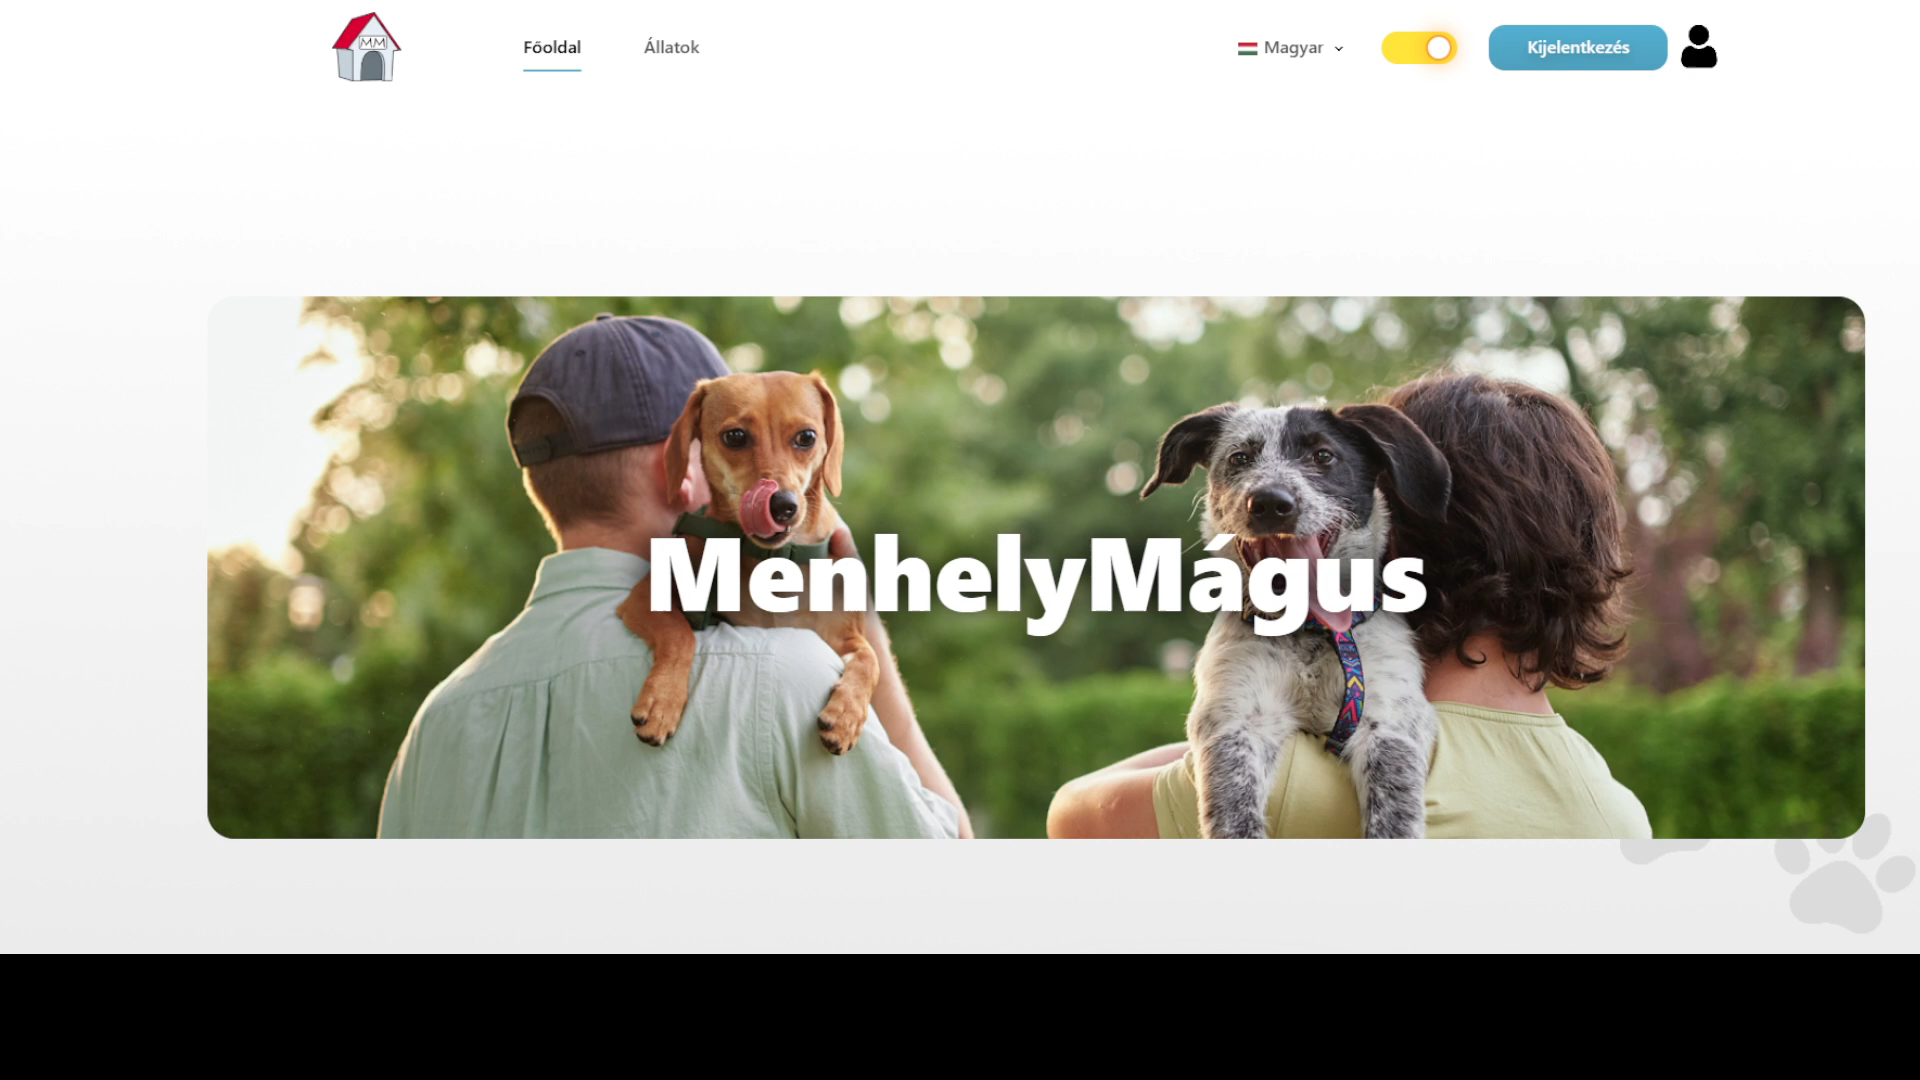 MM
Főoldal
Állatok
Magyar
Kijelentkezés
MenhelyMágus